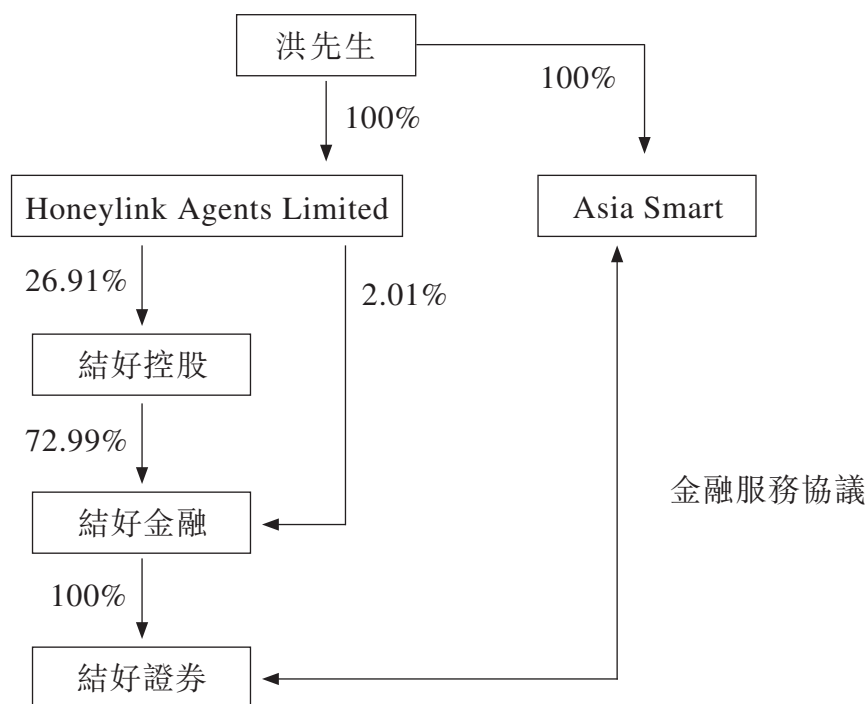 洪先生
100%
100%
Honeylink Agents Limited
Asia Smart
26.91%
2.01%
結好控股
72.99%
金融服務協議
結好金融
100%
結好證券